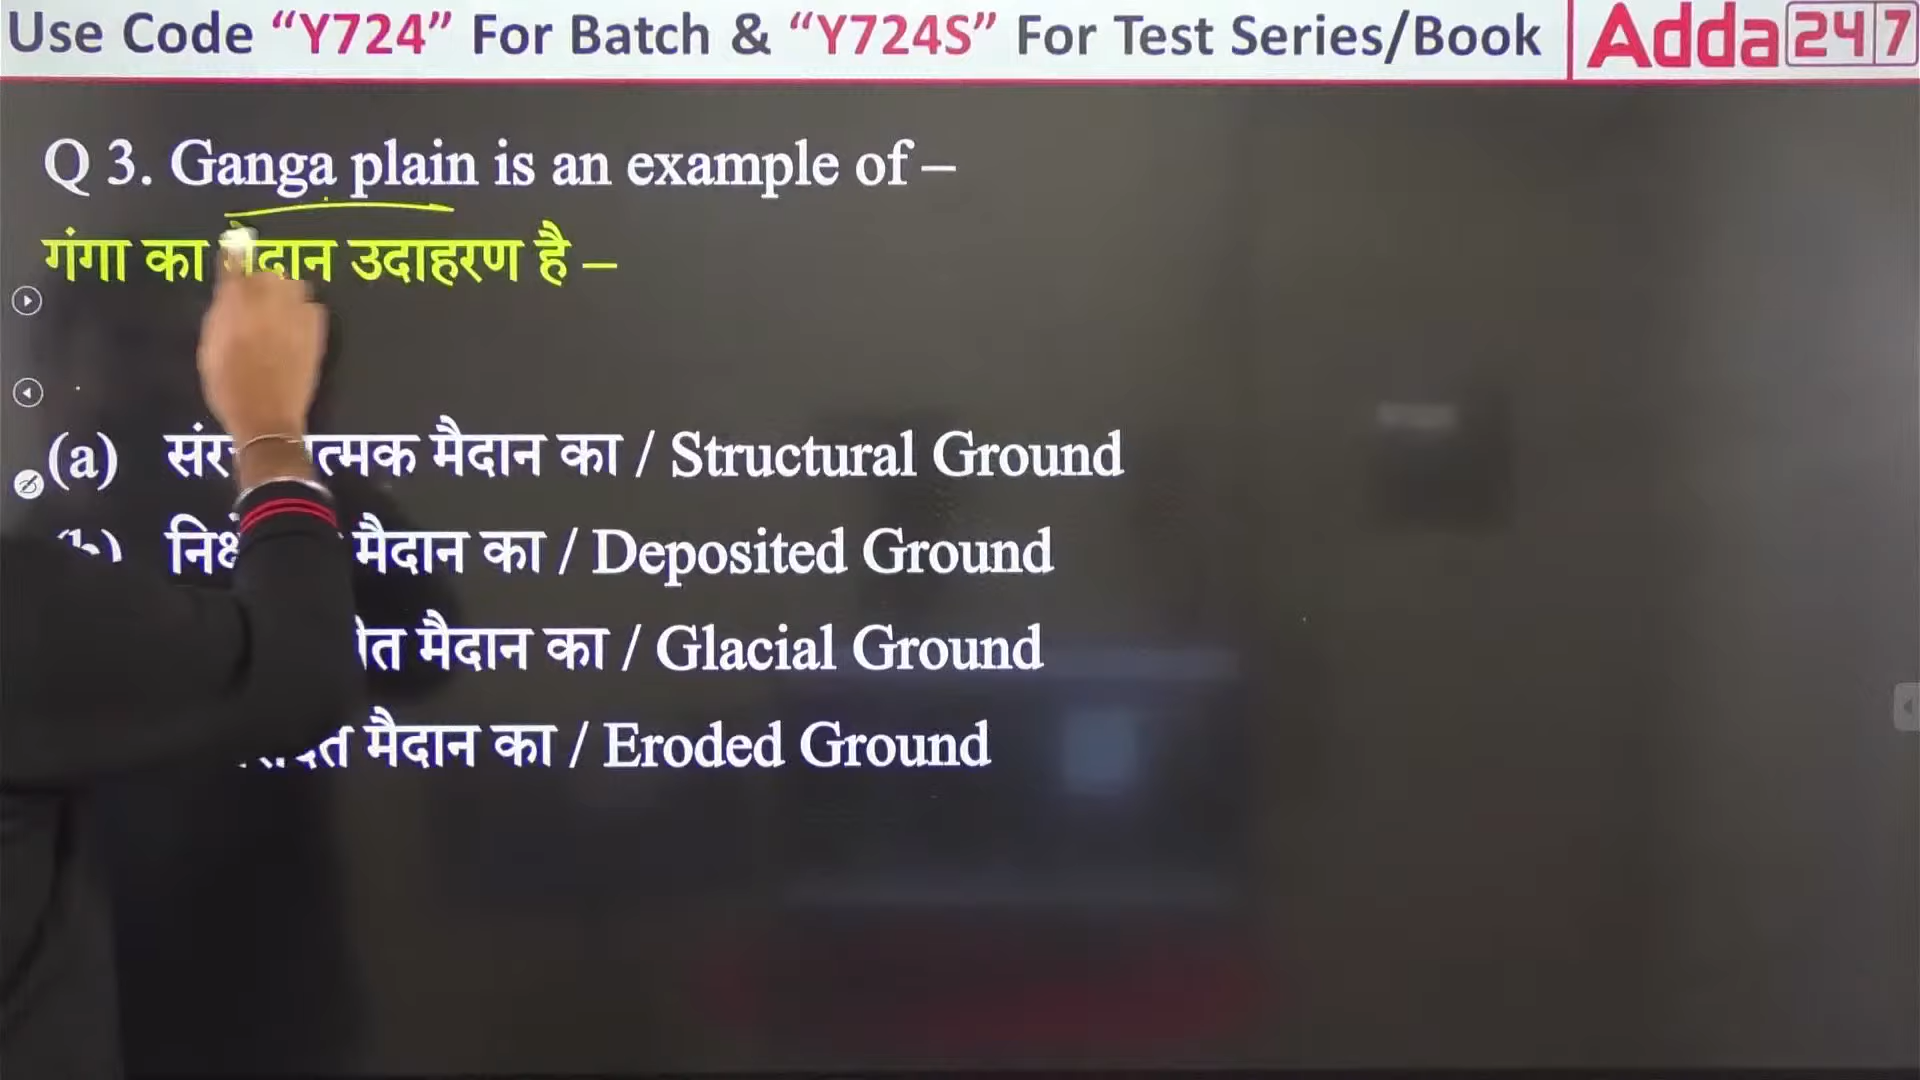 Use Code “Y724” For Batch & “Y724S” For Test Series/Book
Adda247
Q 3. Ganga plain is an example of –
गंगा का मैदान उदाहरण है –
(a) मैदान का / Structural Ground
मैदान का / Deposited Ground
मैदान का / Glacial Ground
मैदान का / Eroded Ground